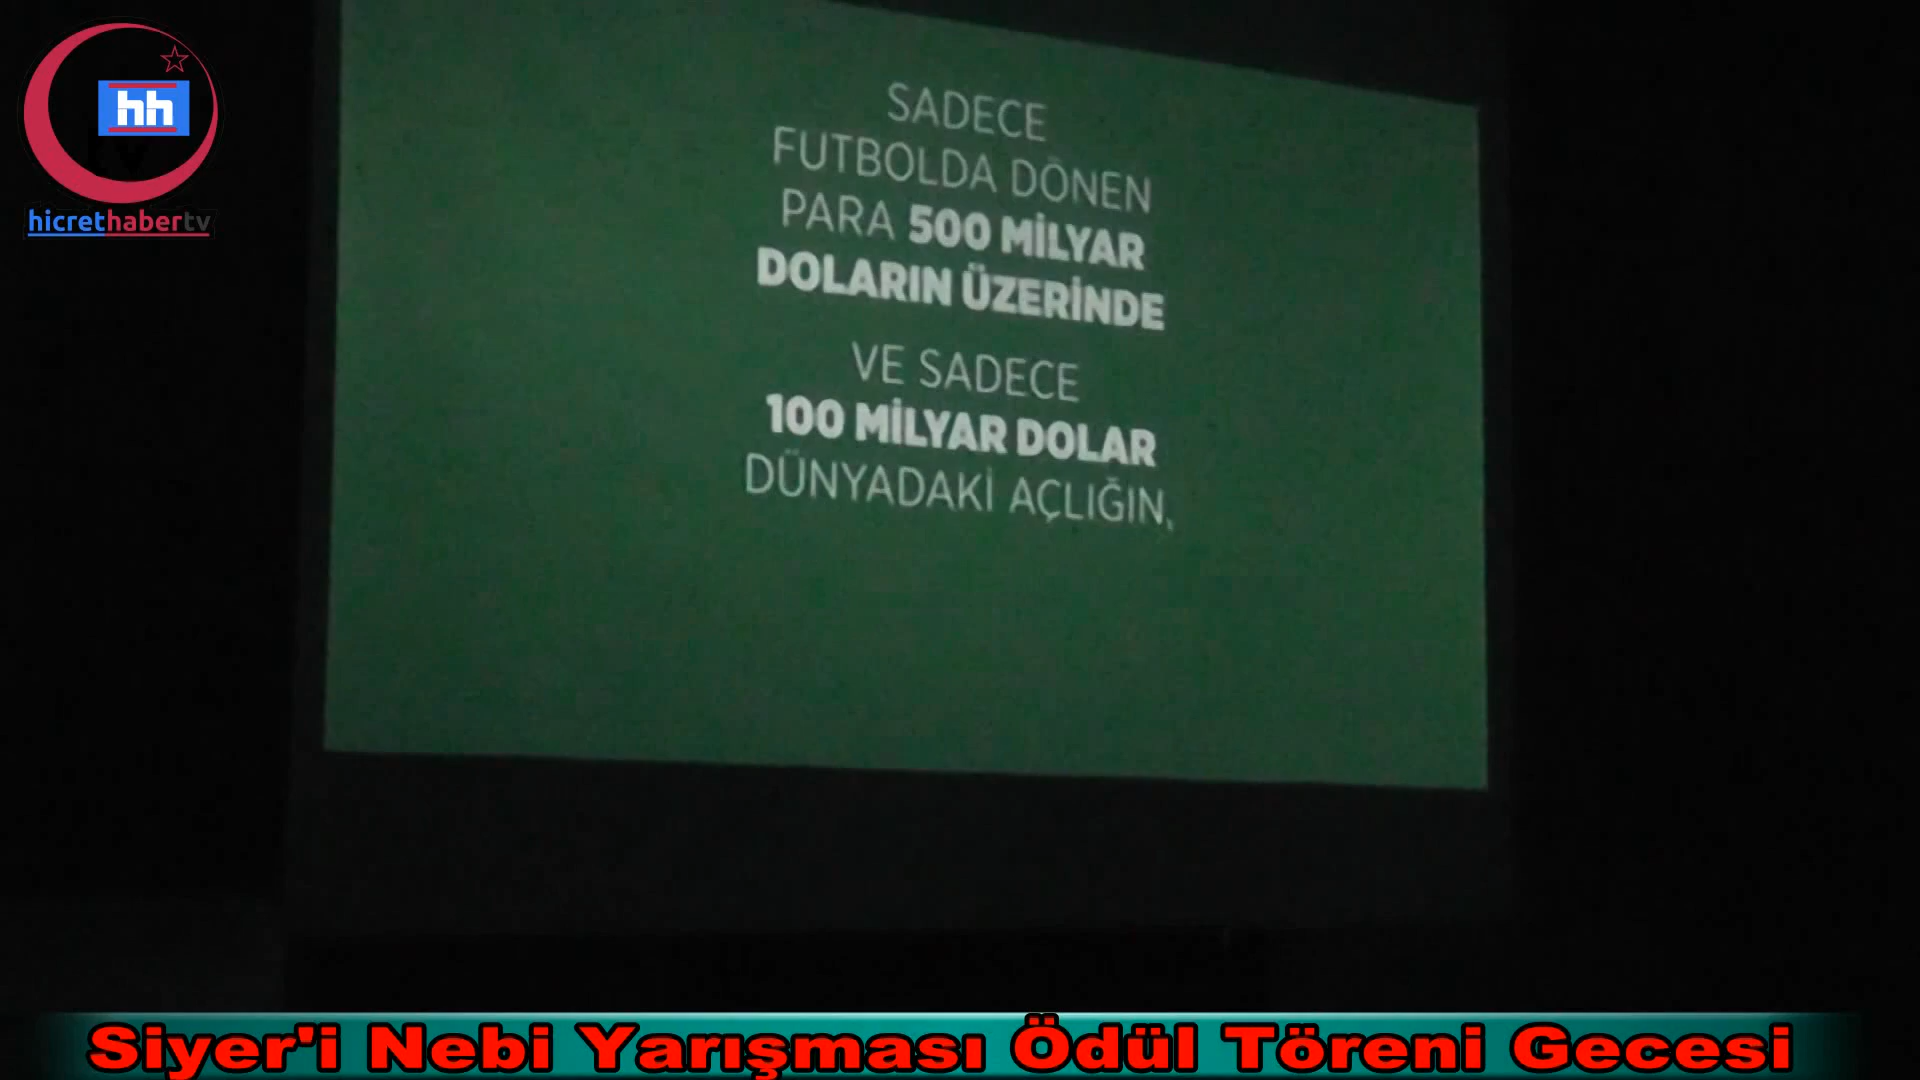 hh
tv
hicrethabertv
SADECE
FUTBOLDA DÖNEN
PARA 500 MİLYAR
DOLARIN ÜZERİNDE
VE SADECE
100 MİLYAR DOLAR
DÜNYADAKİ AÇLIĞIN,
Siyer'i Nebi Yarışması Ödül Töreni Gecesi